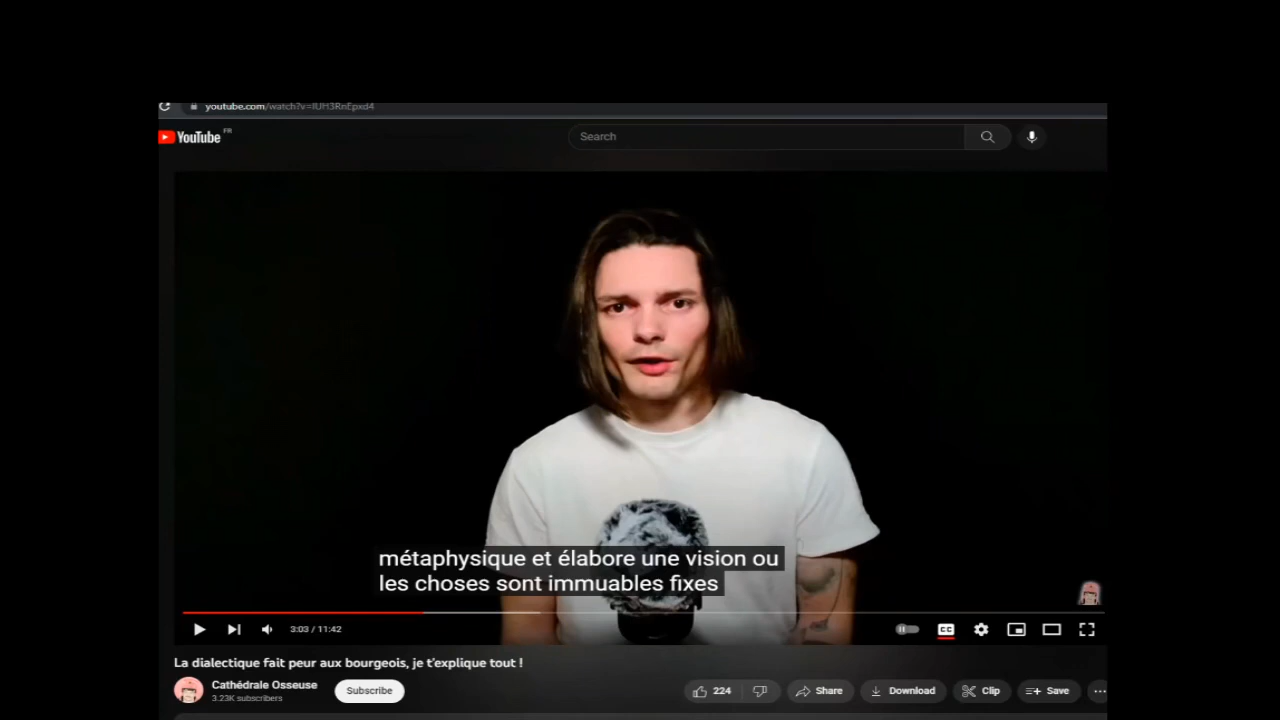 youtube.com/watch?v=IUH3RnEpxd4
YouTube FR
Search
métaphysique et élabore une vision ou
les choses sont immuables fixes
CC
3:03 / 11:42
La dialectique fait peur aux bourgeois, je t'explique tout !
Cathédrale Osseuse
3.23K subscribers
Subscribe
224
Share
Download
Clip
Save